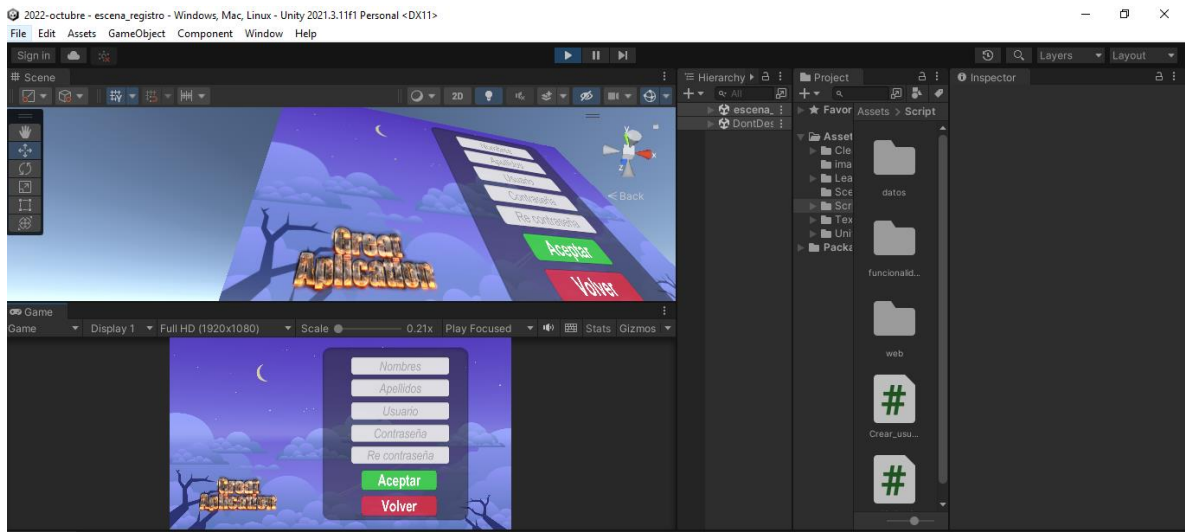 2022-octubre - escena_registro - Windows, Mac, Linux - Unity 2021.3.11f1 Personal <DX11>
File Edit Assets GameObject Component Window Help
Sign in
Layers
Layout
Scene
2D
Back
Nombres
Apellidos
Usuario
Contraseña
Re contraseña
Aceptar
Volver
Great
Aplication
Hierarchy
All
escena_
DontDes
Project
Favor
Asset
Cle
ima
Lea
Sce
Scr
Tex
Uni
Packa
Assets > Script
datos
funcionalid...
web
Crear_usu...
Inspector
Game
Game Display 1 Full HD (1920x1080) Scale 0.21x Play Focused Stats Gizmos
Nombres
Apellidos
Usuario
Contraseña
Re contraseña
Aceptar
Volver
Great
Aplication